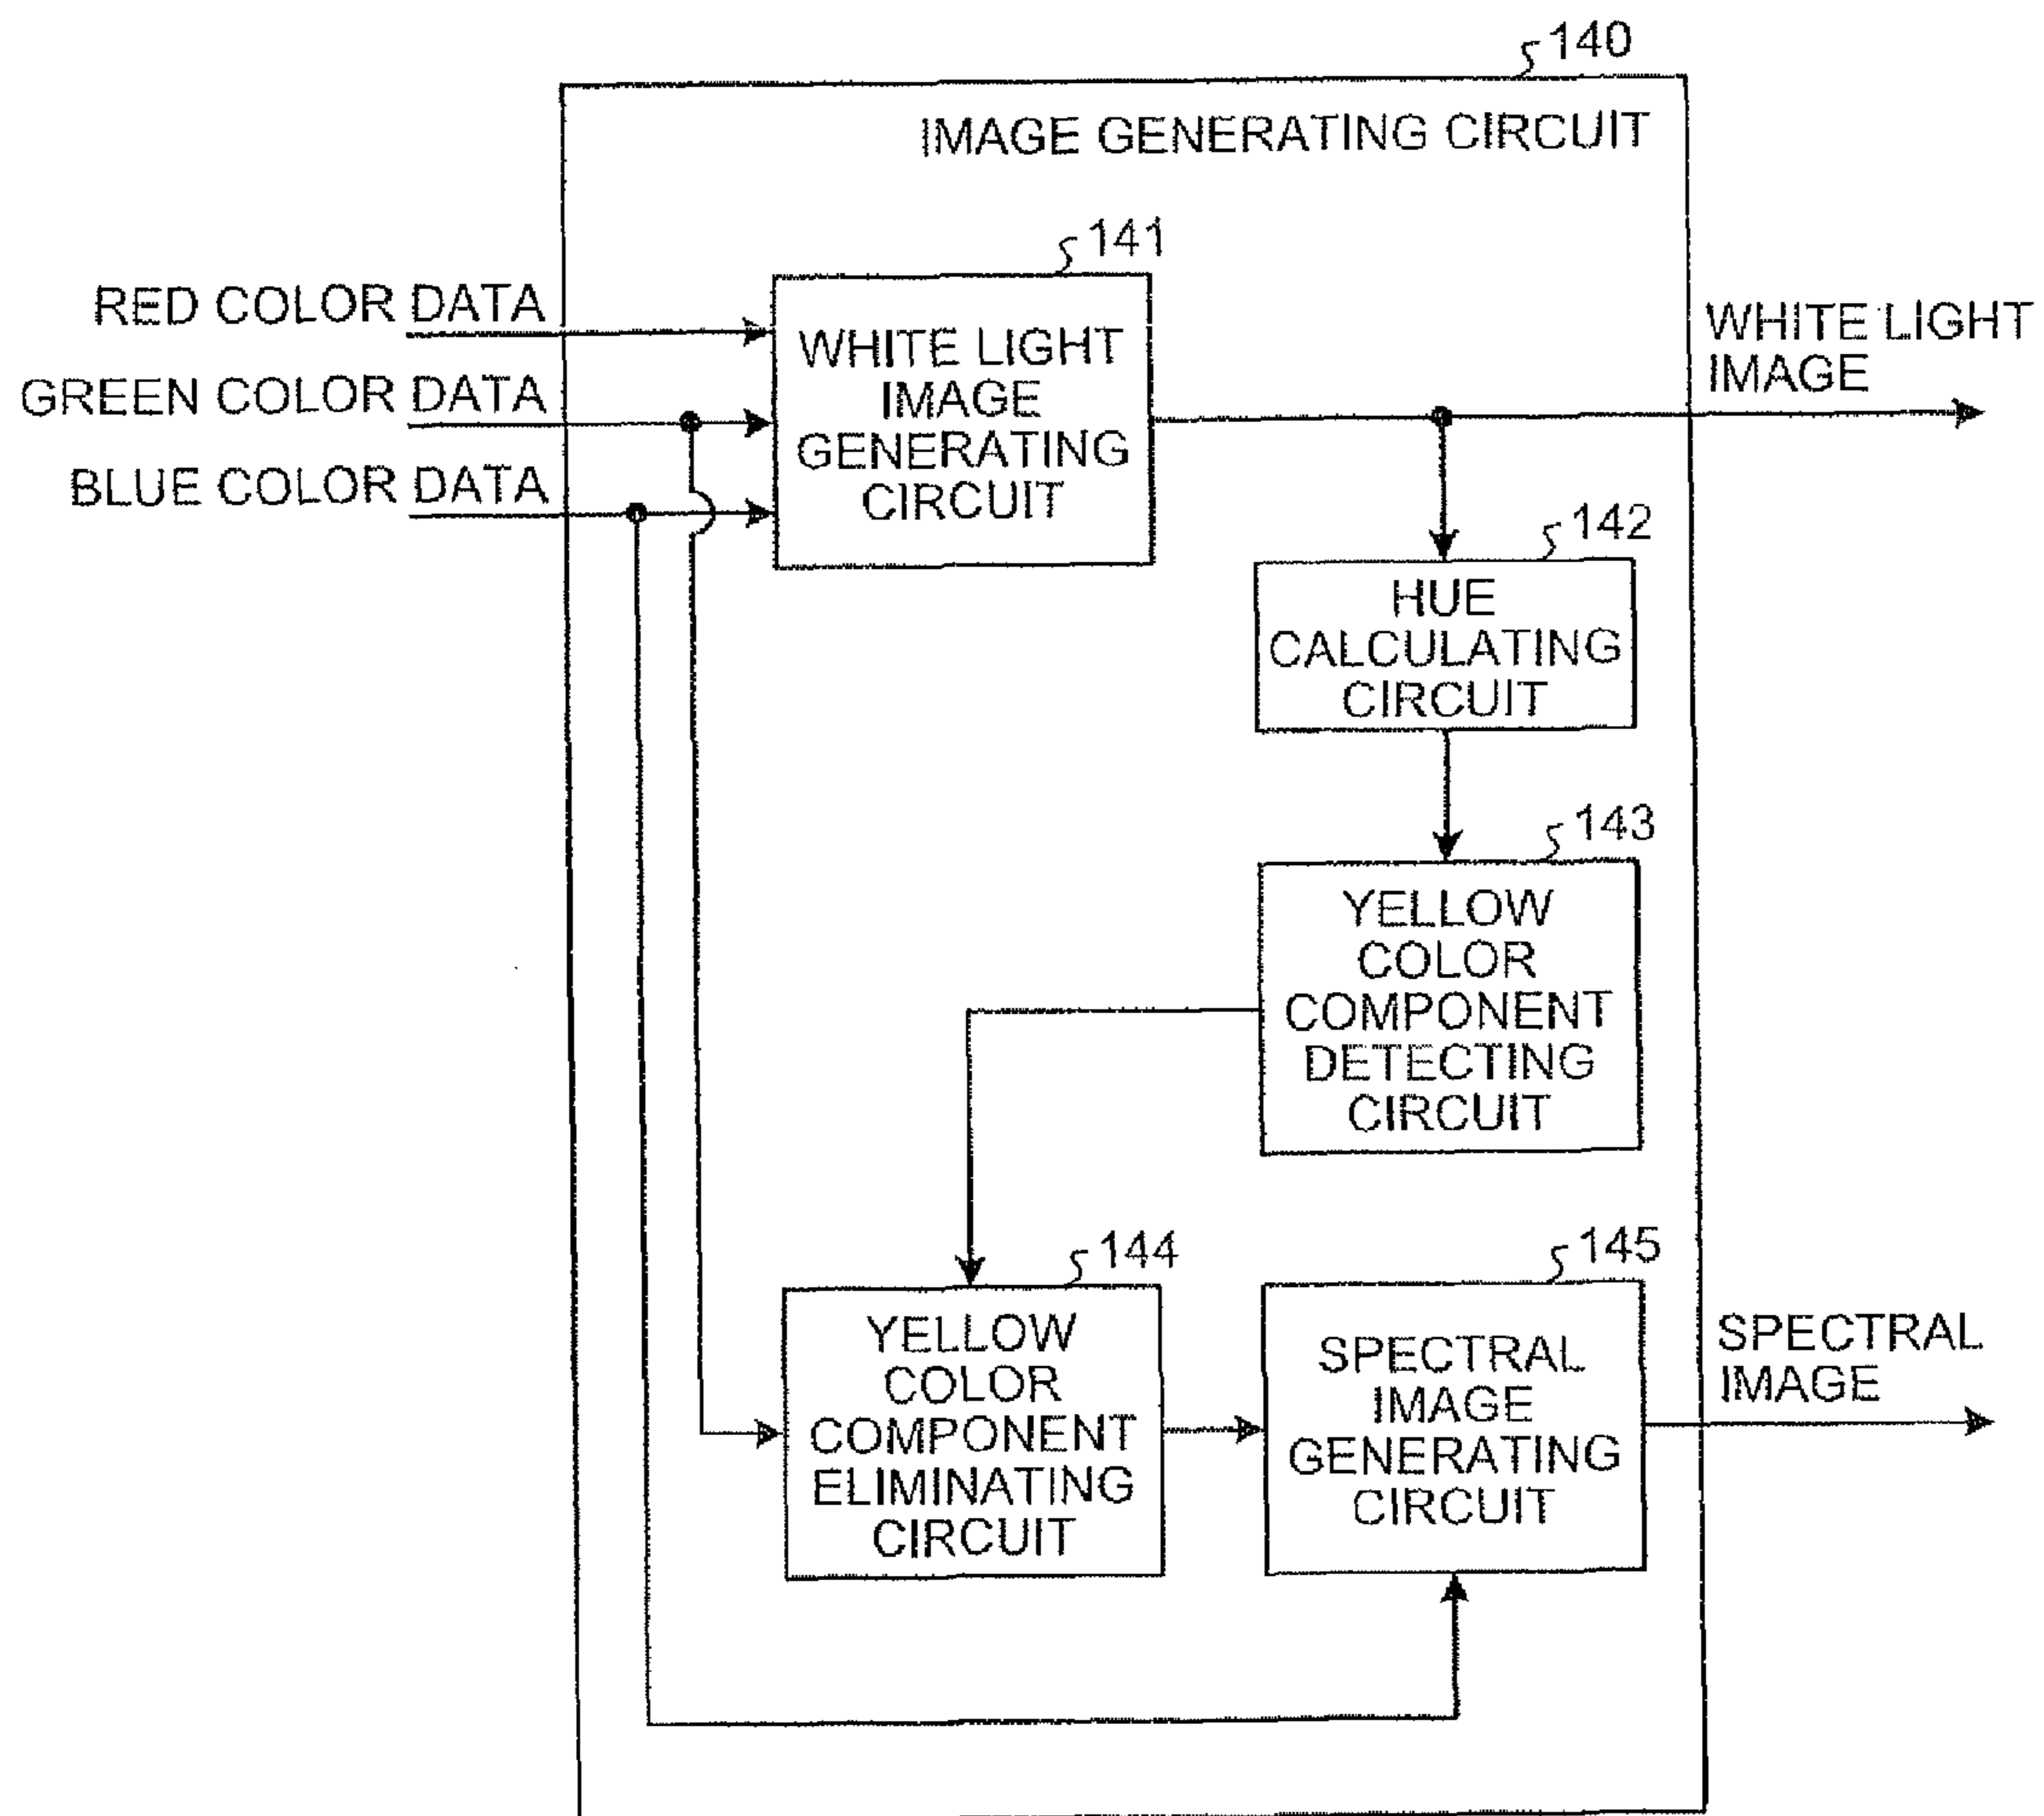 140
IMAGE GENERATING CIRCUIT
141
RED COLOR DATA
GREEN COLOR DATA
BLUE COLOR DATA
WHITE LIGHT
IMAGE
GENERATING
CIRCUIT
WHITE LIGHT
IMAGE
142
HUE
CALCULATING
CIRCUIT
143
YELLOW
COLOR
COMPONENT
DETECTING
CIRCUIT
144
YELLOW
COLOR
COMPONENT
ELIMINATING
CIRCUIT
145
SPECTRAL
IMAGE
GENERATING
CIRCUIT
SPECTRAL
IMAGE